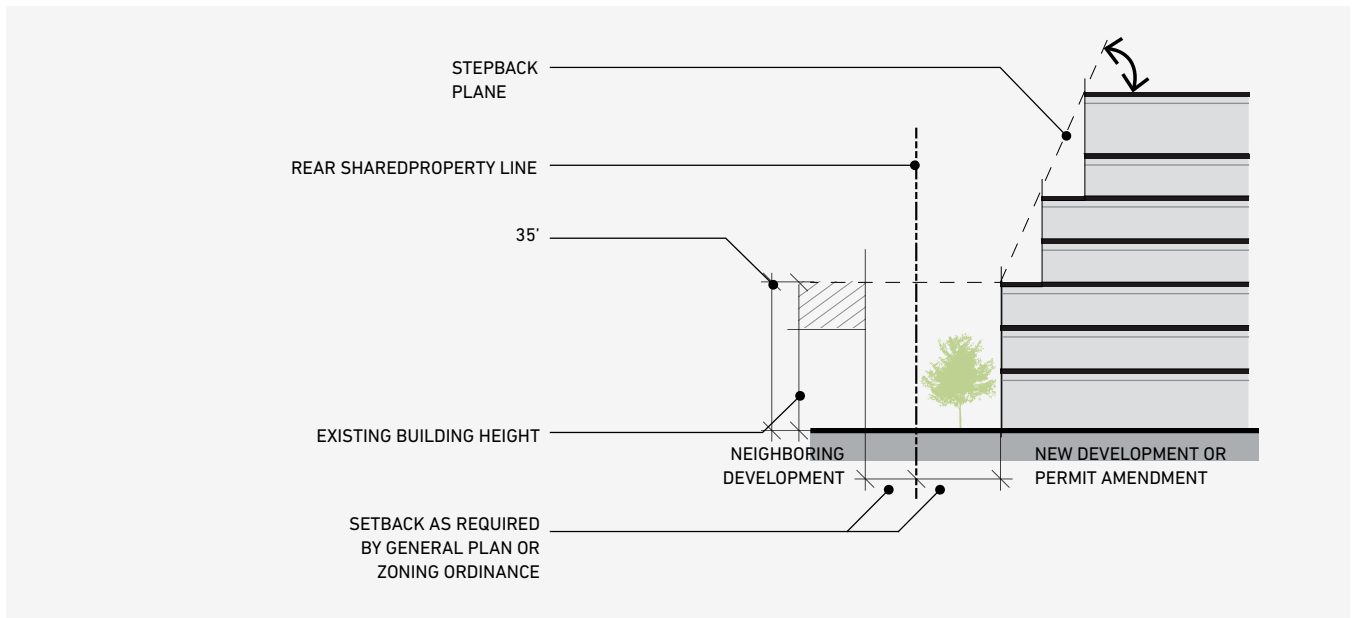 STEPBACK
PLANE
REAR SHAREDPROPERTY LINE
35'
EXISTING BUILDING HEIGHT
NEIGHBORING
DEVELOPMENT
NEW DEVELOPMENT OR
PERMIT AMENDMENT
SETBACK AS REQUIRED
BY GENERAL PLAN OR
ZONING ORDINANCE